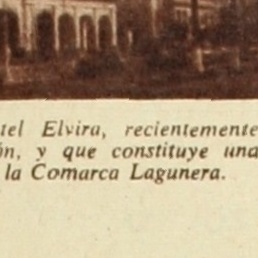 tel Elvira, recientemente
ón, y que constituye una
la Comarca Lagunera.